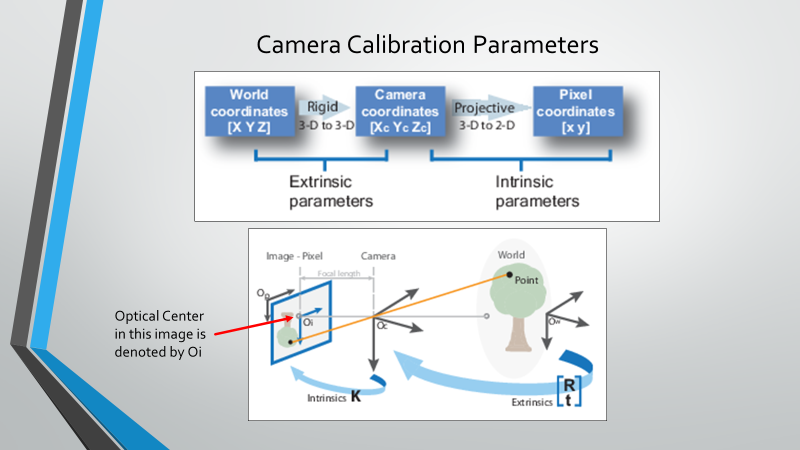 Camera Calibration Parameters
World
coordinates
[X Y Z]
Rigid
3-D to 3-D
Camera
coordinates
[Xc Yc Zc]
Projective
3-D to 2-D
Pixel
coordinates
[x y]
Extrinsic
parameters
Intrinsic
parameters
Image - Pixel
Camera
World
Focal length
Point
Op
Oi
Oc
Ow
Optical Center
in this image is
denoted by Oi
Intrinsics K
Extrinsics [R
t]